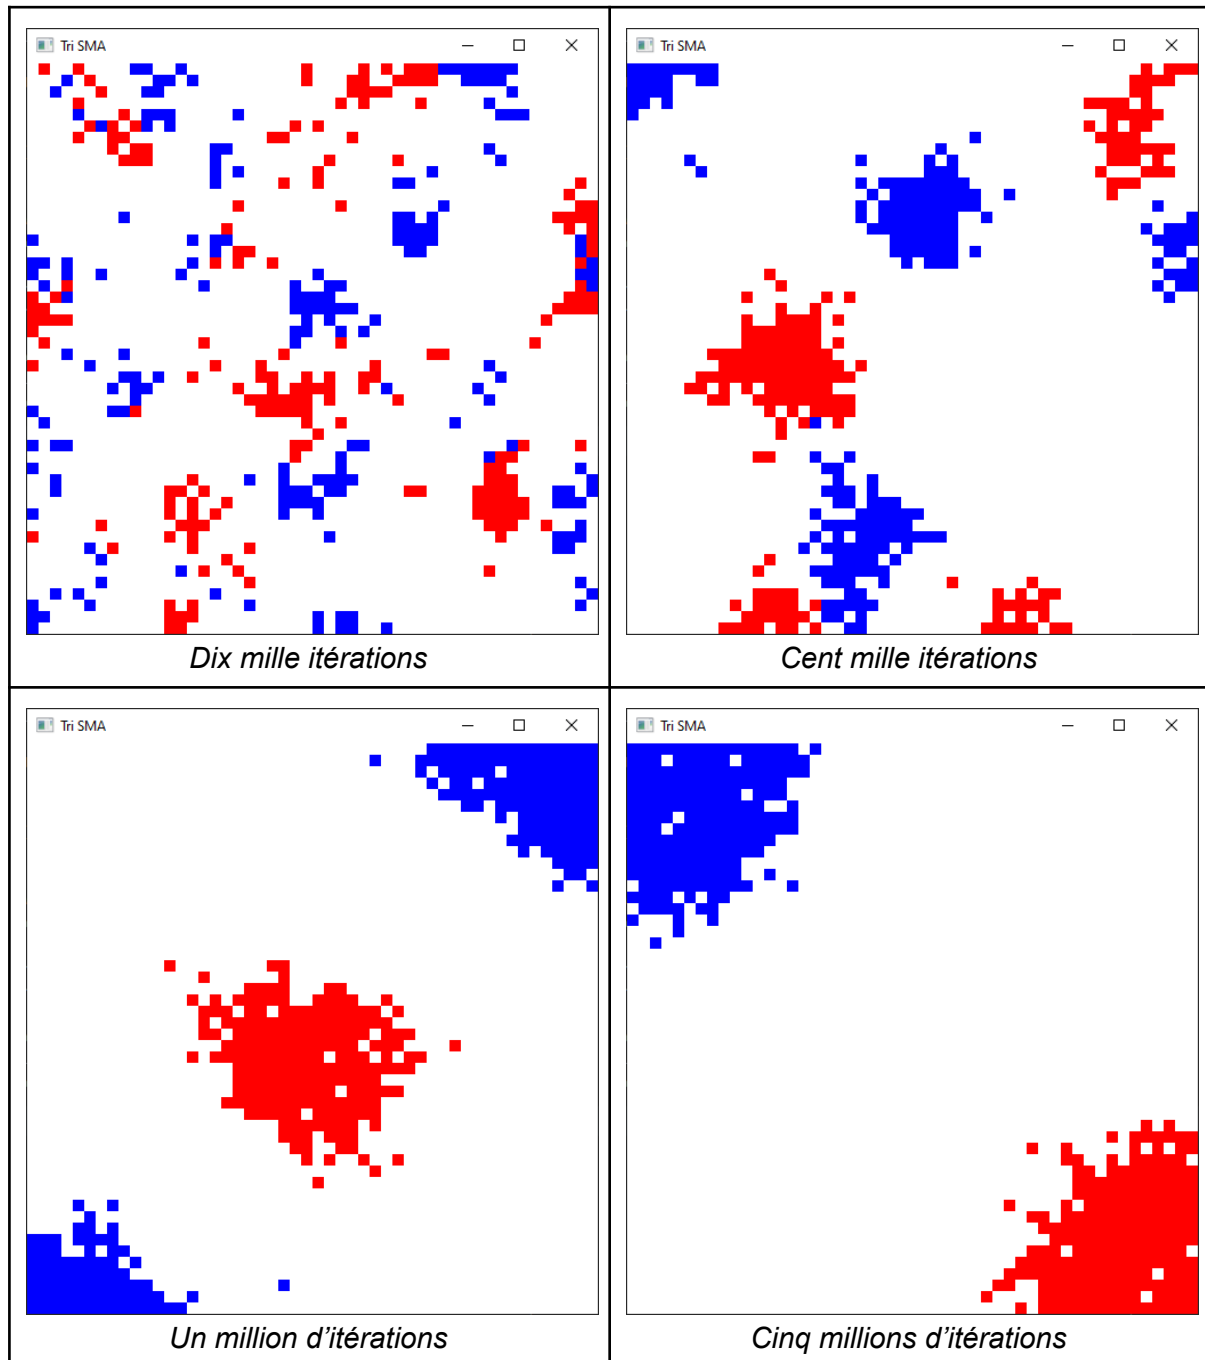 Tri SMA
Tri SMA
Dix mille itérations
Cent mille itérations
Tri SMA
Tri SMA
Un million d'itérations
Cinq millions d'itérations